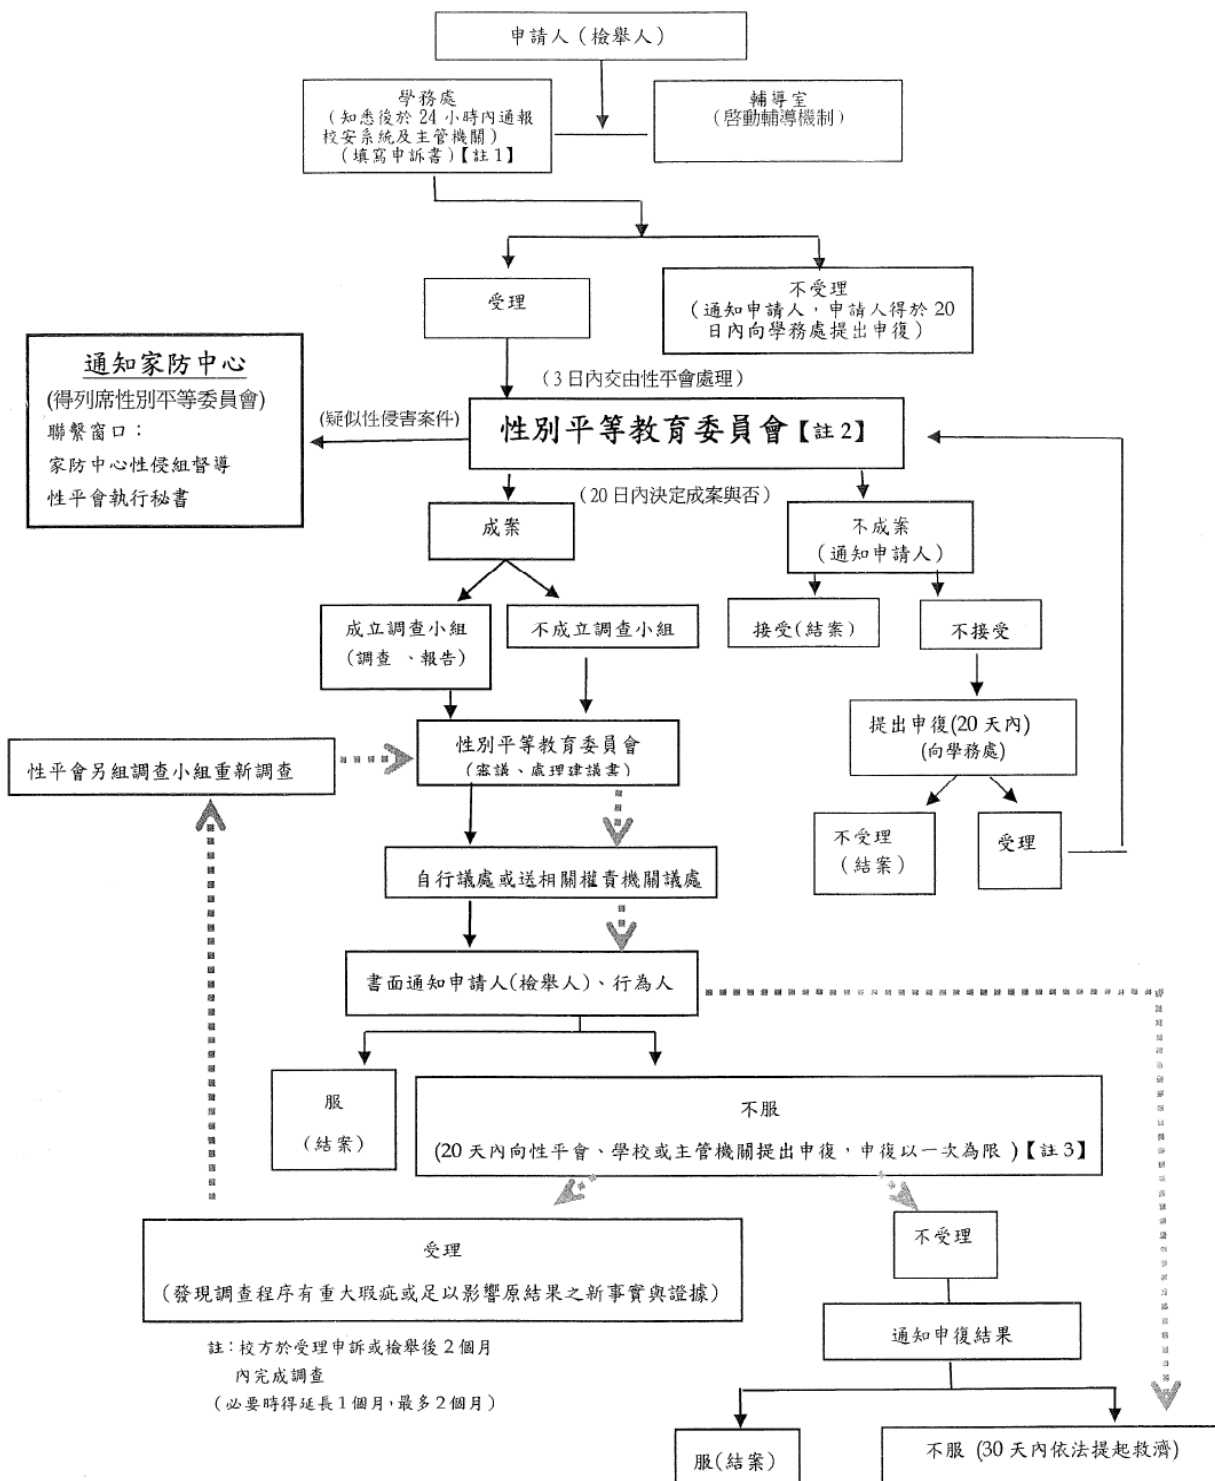 申請人（檢舉人）
學務處
（知悉後於 24 小時內通報
校安系統及主管機關）
（填寫申訴書）【註 1】
輔導室
（啓動輔導機制）
受理
不受理
（通知申請人，申請人得於 20
日內向學務處提出申復）
通知家防中心
(得列席性別平等委員會)
聯繫窗口：
家防中心性侵組督導
性平會執行秘書
（3 日內交由性平會處理）
(疑似性侵害案件)
性別平等教育委員會【註 2】
（20 日內決定成案與否）
成案
不成案
（通知申請人）
成立調查小組
（調查 、報告）
不成立調查小組
接受(結案）
不接受
提出申復(20 天內)
(向學務處)
性平會另組調查小組重新調查
性別平等教育委員會
（審議、處理建議書）
不受理
（結案）
受理
自行議處或送相關權責機關議處
書面通知申請人(檢舉人)、行為人
服
（結案）
不服
(20 天內向性平會、學校或主管機關提出申復，申復以一次為限 )【註 3】
受理
（發現調查程序有重大瑕疵或足以影響原結果之新事實與證據）
不受理
通知申復結果
註：校方於受理申訴或檢舉後 2 個月
內完成調查
（必要時得延長 1 個月，最多 2 個月）
服(結案）
不服 (30 天內依法提起救濟)